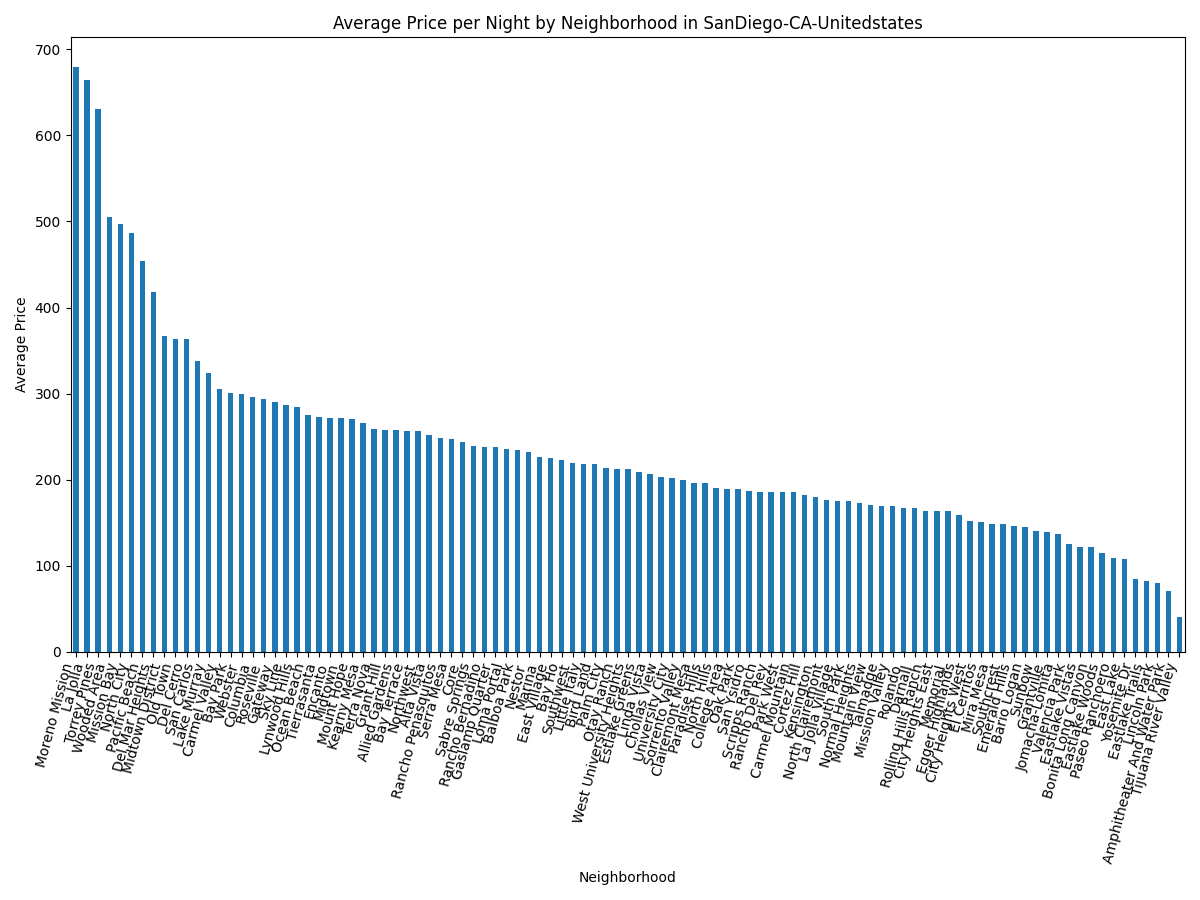 Average Price per Night by Neighborhood in SanDiego-CA-Unitedstates
Average Price
700
600
500
400
300
200
100
0
Moreno Mission
La Jolla
Torrey Pines
Wooded Area
Mission Bay
North City
Pacific Beach
Del Mar Heights
Midtown District
Old Town
Del Cerro
San Carlos
Lake Murray
Carmel Valley
Bay Park
Webster
Columbia
Roseville
Gateway
Sky Line
Lynwood Hills
Ocean Beach
Tierrasanta
Encanto
Midtown
Mount Hope
Kearny Mesa
Terra Nova
Grant Hill
Allied Gardens
Bay Terrace
Northwest
Alta Vista
Rancho Penasquitos
Serra Mesa
Core
Sabre Springs
Rancho Bernadino
Gaslamp Quarter
Loma Portal
Balboa Park
Nestor
Marina
East Village
Bay Ho
Southwest
Little Italy
Bird Land
Palm City
Otay Ranch
West University Heights
Estlake Greens
Linda Vista
Chollas View
University City
Sorrento Valley
Clairemont Mesa
Paradise Hills
North Hills
College Area
Oak Park
San Ysidro
Scripps Ranch
Rancho Del Rey
Park West
Carmel Mountain
Cortez Hill
Kensington
North Clairemont
La Jolla Village
South Park
Normal Heights
Mountain View
Talmadge
Mission Valley
Rolando
Darnall
Rolling Hills Ranch
City Heights East
Memorial
Egger Highlands
City Heights West
El Cerritos
Mira Mesa
Southcrest
Emerald Hills
Bario Logan
Sunbow
Grantville
Jomacha-Lomita
Valencia Park
Eastlake Vistas
Bonita Long Canyon
Eastlake Woods
Paseo Ranchoero
East Lake
Yosemite Dr
Eastlake Trails
Lincoln Park
Amphitheater And Water Park
Tijuana River Valley
Neighborhood